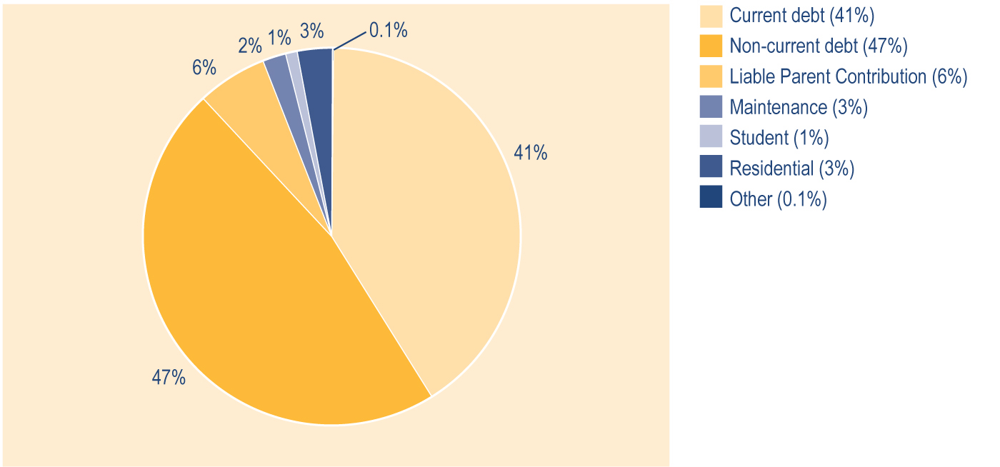 3%
0.1%
1%
2%
6%
41%
47%
Current debt (41%)
Non-current debt (47%)
Liable Parent Contribution (6%)
Maintenance (3%)
Student (1%)
Residential (3%)
Other (0.1%)